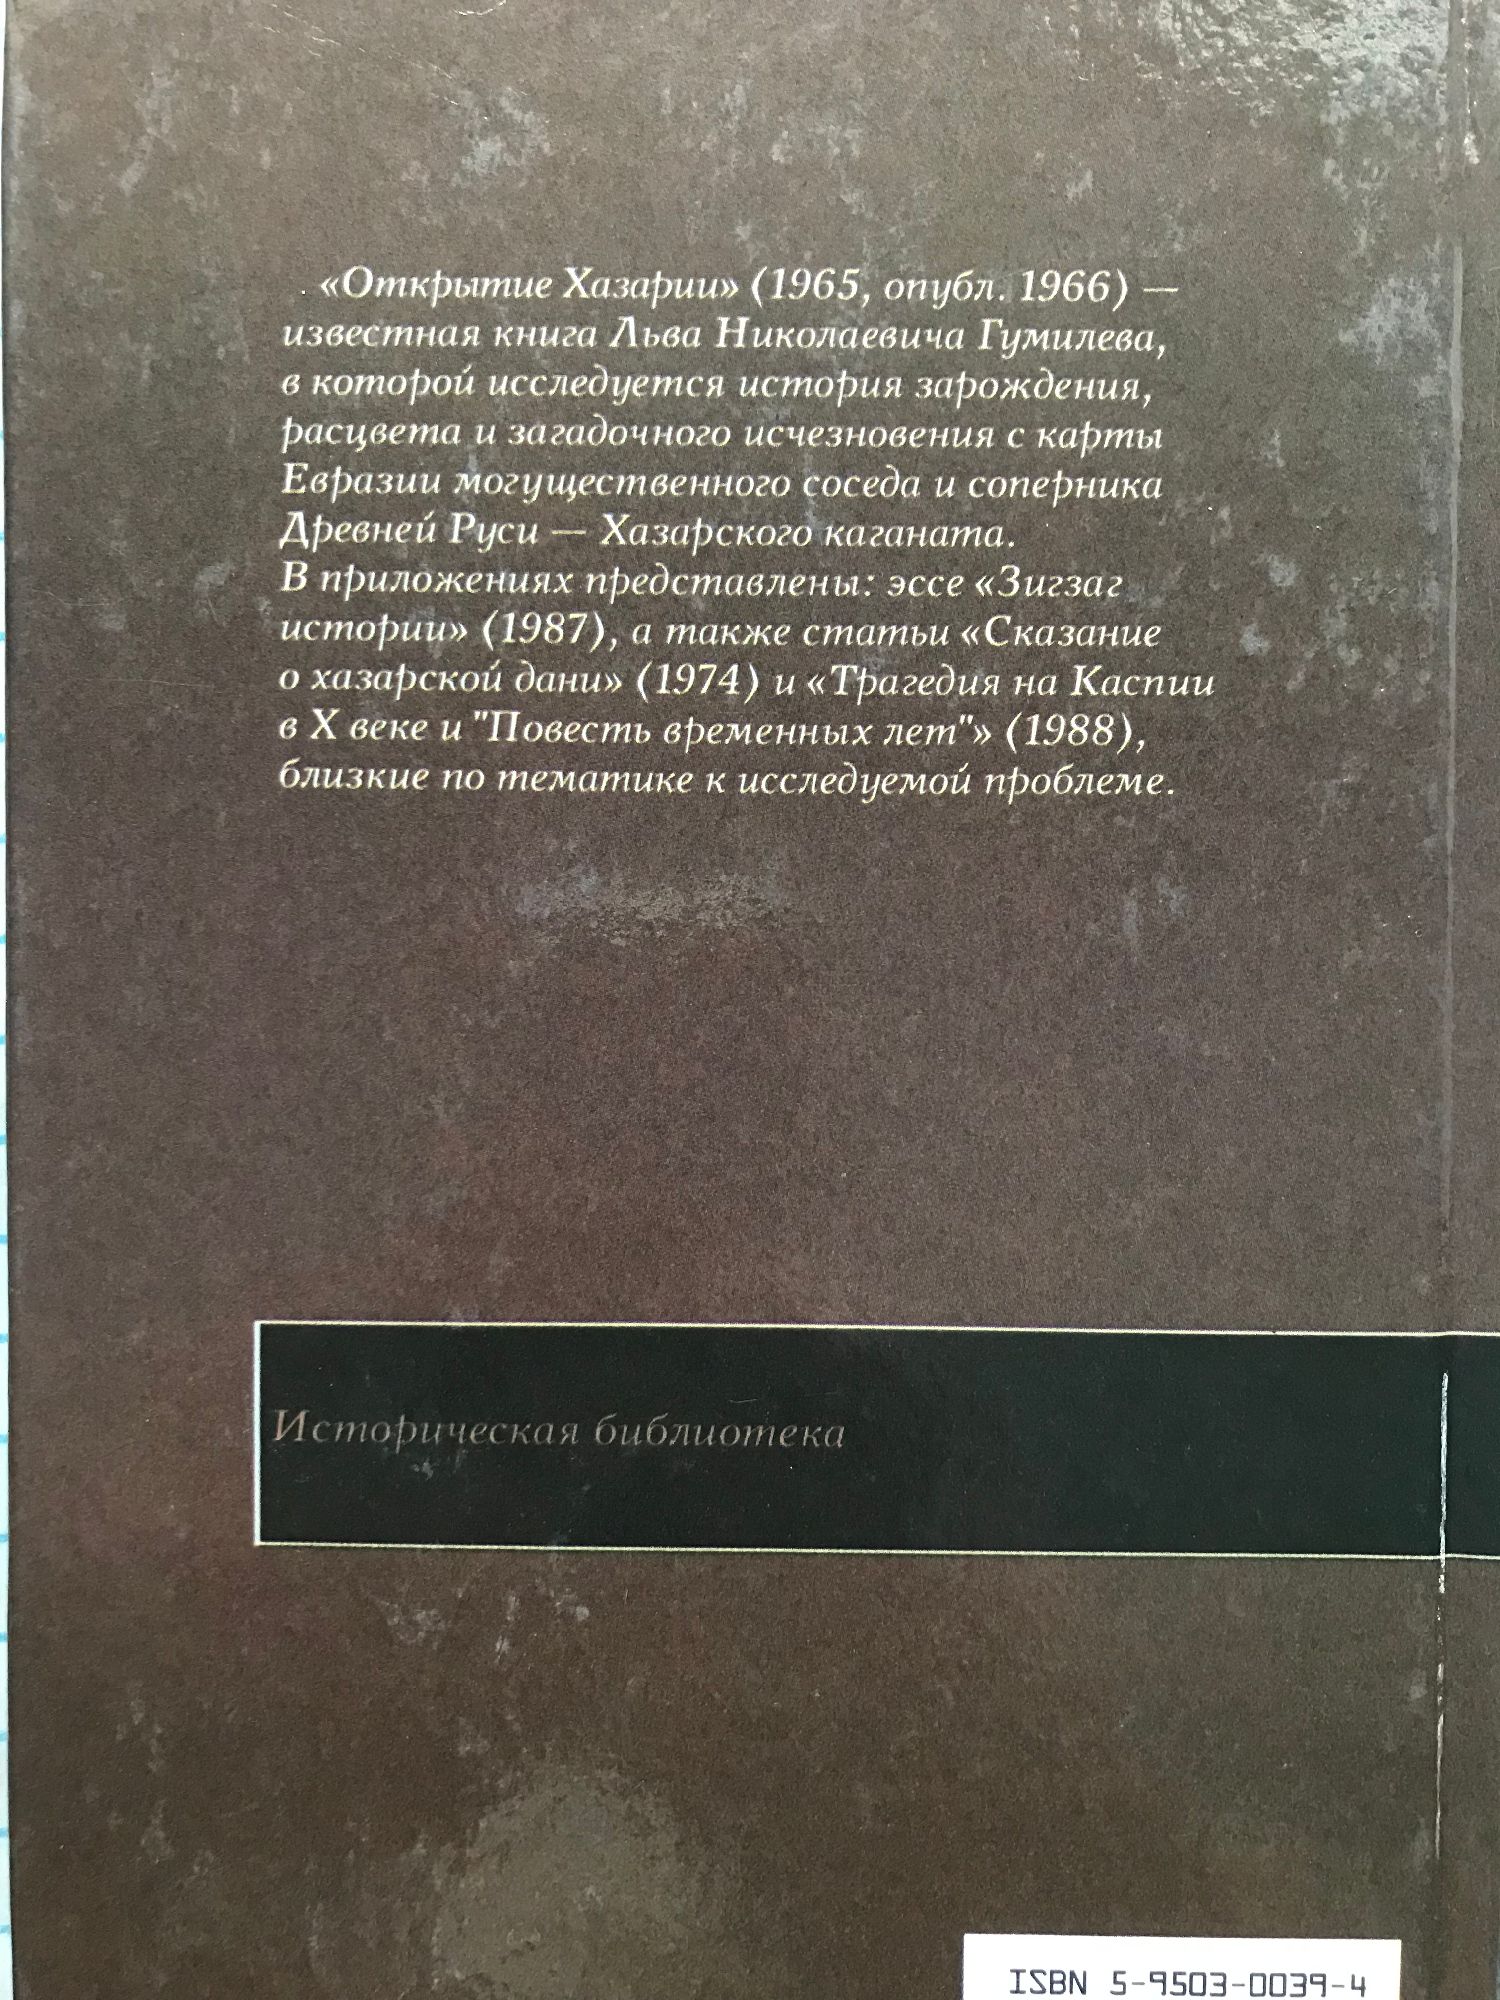 «Открытие Хазарии» (1965, опубл. 1966) —
известная книга Льва Николаевича Гумилева,
в которой исследуется история зарождения,
расцвета и загадочного исчезновения с карты
Евразии могущественного соседа и соперника
Древней Руси — Хазарского каганата.
В приложениях представлены: эссе «Зигзаг
истории» (1987), а также статьи «Сказание
о хазарской дани» (1974) и «Трагедия на Каспии
в X веке и "Повесть временных лет"» (1988),
близкие по тематике к исследуемой проблеме.
Историческая библиотека
ISBN 5-9503-0039-4